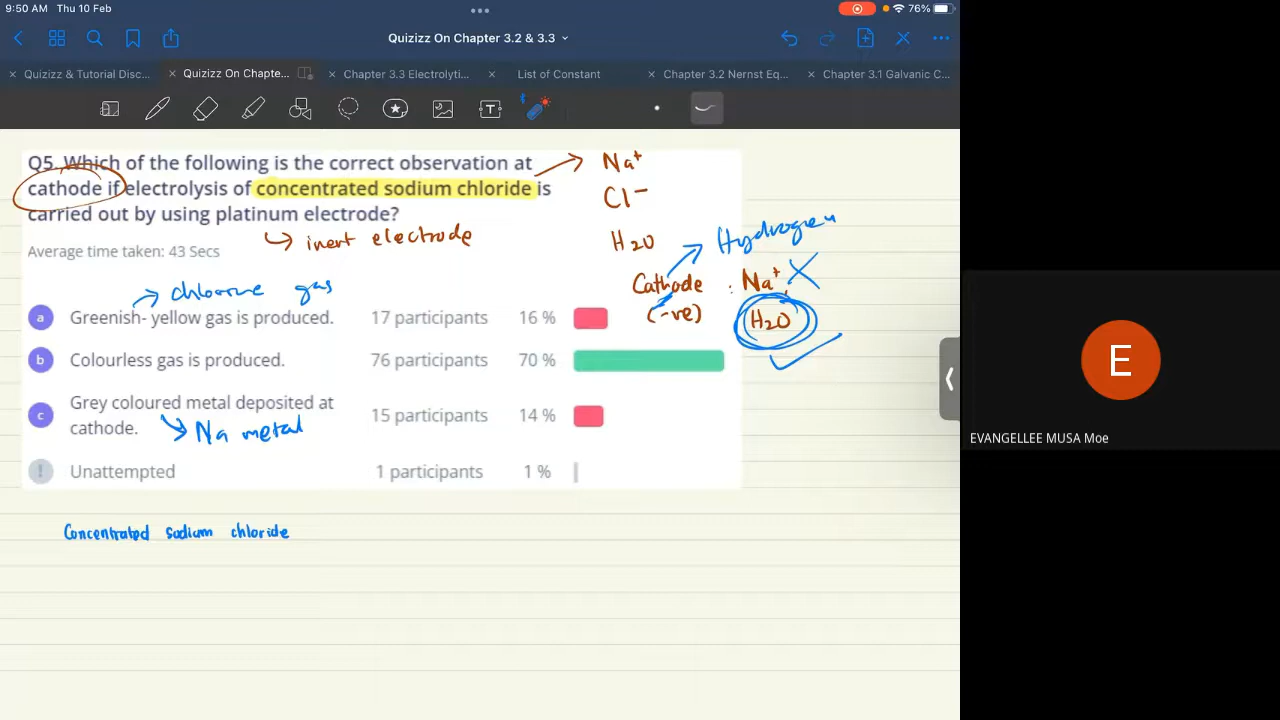 9:50 AM Thu 10 Feb
76%
Quizizz On Chapter 3.2 & 3.3
Quizizz & Tutorial Disc...
Quizizz On Chapte...
Chapter 3.3 Electrolyti...
List of Constant
Chapter 3.2 Nernst Eq...
Chapter 3.1 Galvanic C...
Q5. Which of the following is the correct observation at
cathode if electrolysis of concentrated sodium chloride is
carried out by using platinum electrode?
Na⁺
Cl⁻
H₂O
inert electrode
Average time taken: 43 Secs
Hydrogen
Cathode : Na⁺,
(-ve) H₂O
chlorine gas
a Greenish- yellow gas is produced. 17 participants 16 %
b Colourless gas is produced. 76 participants 70 %
c Grey coloured metal deposited at
cathode. 15 participants 14 %
Na metal
! Unattempted 1 participants 1 %
Concentrated sodium chloride
E
EVANGELLEE MUSA Moe